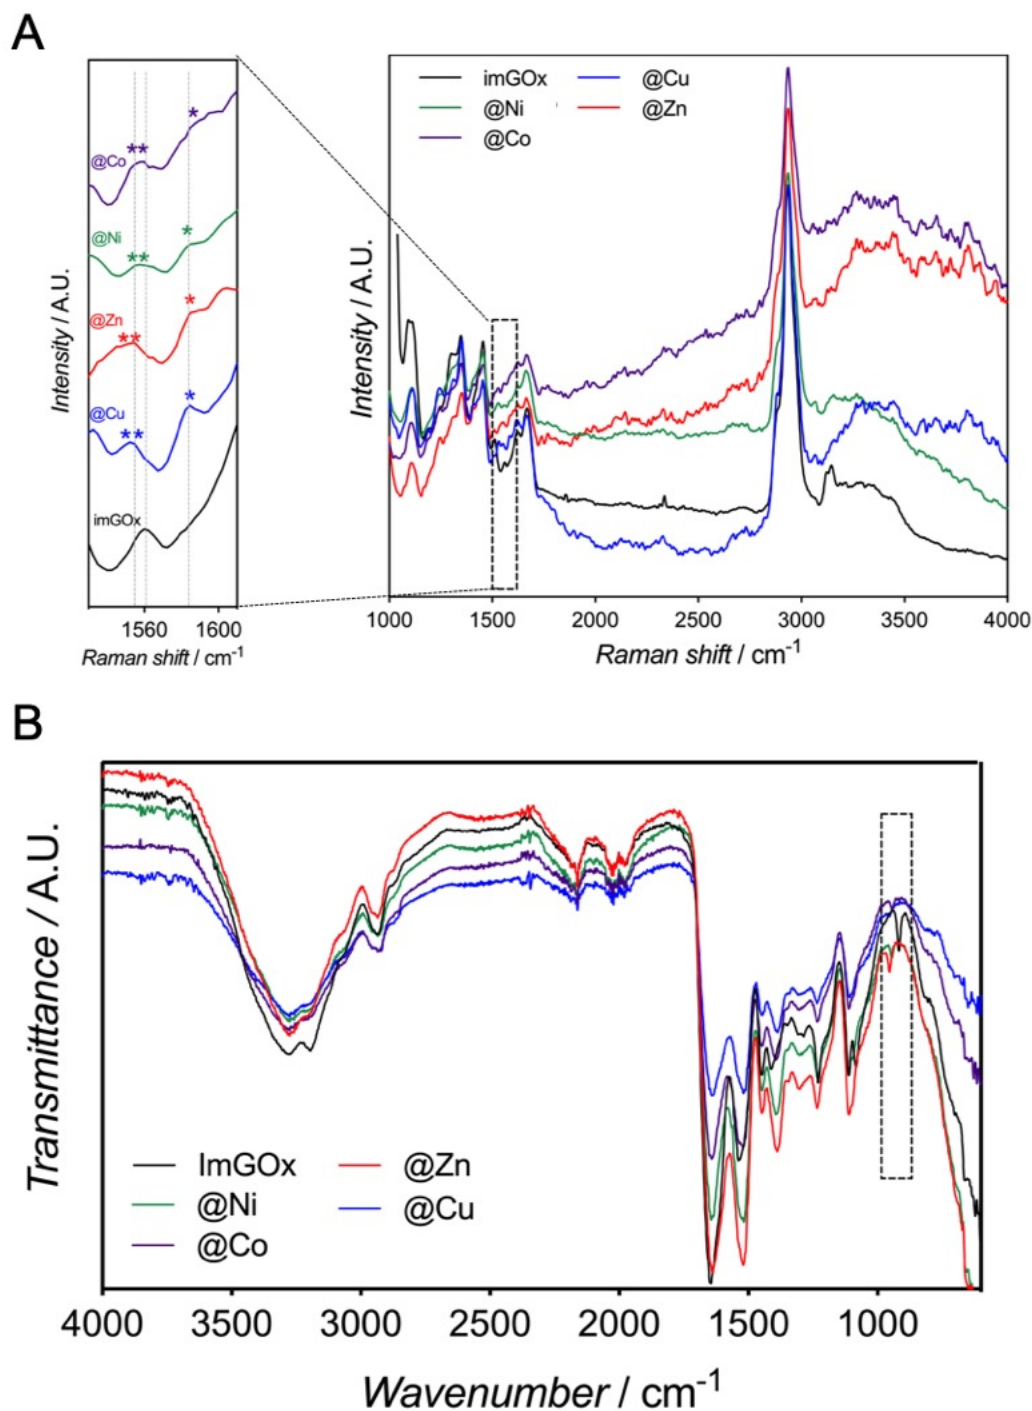 A
@Co
**
*
@Ni
**
*
@Zn
**
*
@Cu
**
*
imGOx
Intensity / A.U.
1560 1600
Raman shift / cm-1
imGOx @Cu
@Ni @Zn
@Co
Intensity / A.U.
1000 1500 2000 2500 3000 3500 4000
Raman shift / cm-1
B
Transmittance / A.U.
ImGOx @Zn
@Ni @Cu
@Co
4000 3500 3000 2500 2000 1500 1000
Wavenumber / cm-1